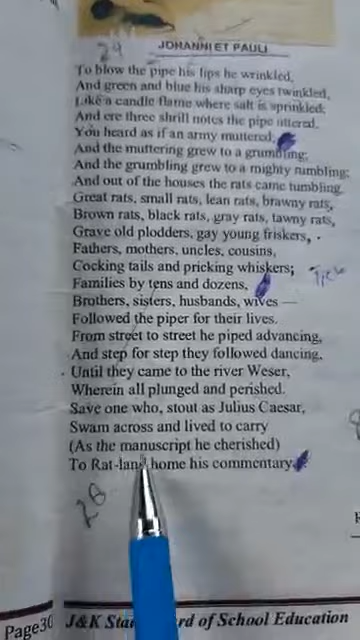 29
JOHANNI ET PAULI
To blow the pipe his lips he wrinkled,
And green and blue his sharp eyes twinkled,
Like a candle flame where salt is sprinkled;
And ere three shrill notes the pipe uttered,
You heard as if an army muttered;
And the muttering grew to a grumbling;
And the grumbling grew to a mighty rumbling;
And out of the houses the rats came tumbling.
Great rats, small rats, lean rats, brawny rats,
Brown rats, black rats, gray rats, tawny rats,
Grave old plodders, gay young friskers,
Fathers, mothers, uncles, cousins,
Cocking tails and pricking whiskers;
Families by tens and dozens,
Brothers, sisters, husbands, wives —
Followed the piper for their lives.
From street to street he piped advancing,
And step for step they followed dancing,
Until they came to the river Weser,
Wherein all plunged and perished.
Save one who, stout as Julius Caesar,
Swam across and lived to carry
(As the manuscript he cherished)
To Rat-land home his commentary
Page30
J&K Sta rd of School Education